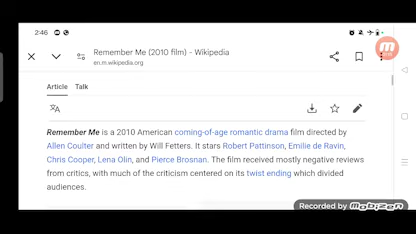 2:46
Remember Me (2010 film) - Wikipedia
en.m.wikipedia.org
Article Talk
Remember Me is a 2010 American coming-of-age romantic drama film directed by
Allen Coulter and written by Will Fetters. It stars Robert Pattinson, Emilie de Ravin,
Chris Cooper, Lena Olin, and Pierce Brosnan. The film received mostly negative reviews
from critics, with much of the criticism centered on its twist ending which divided
audiences.
Recorded by Mobizen